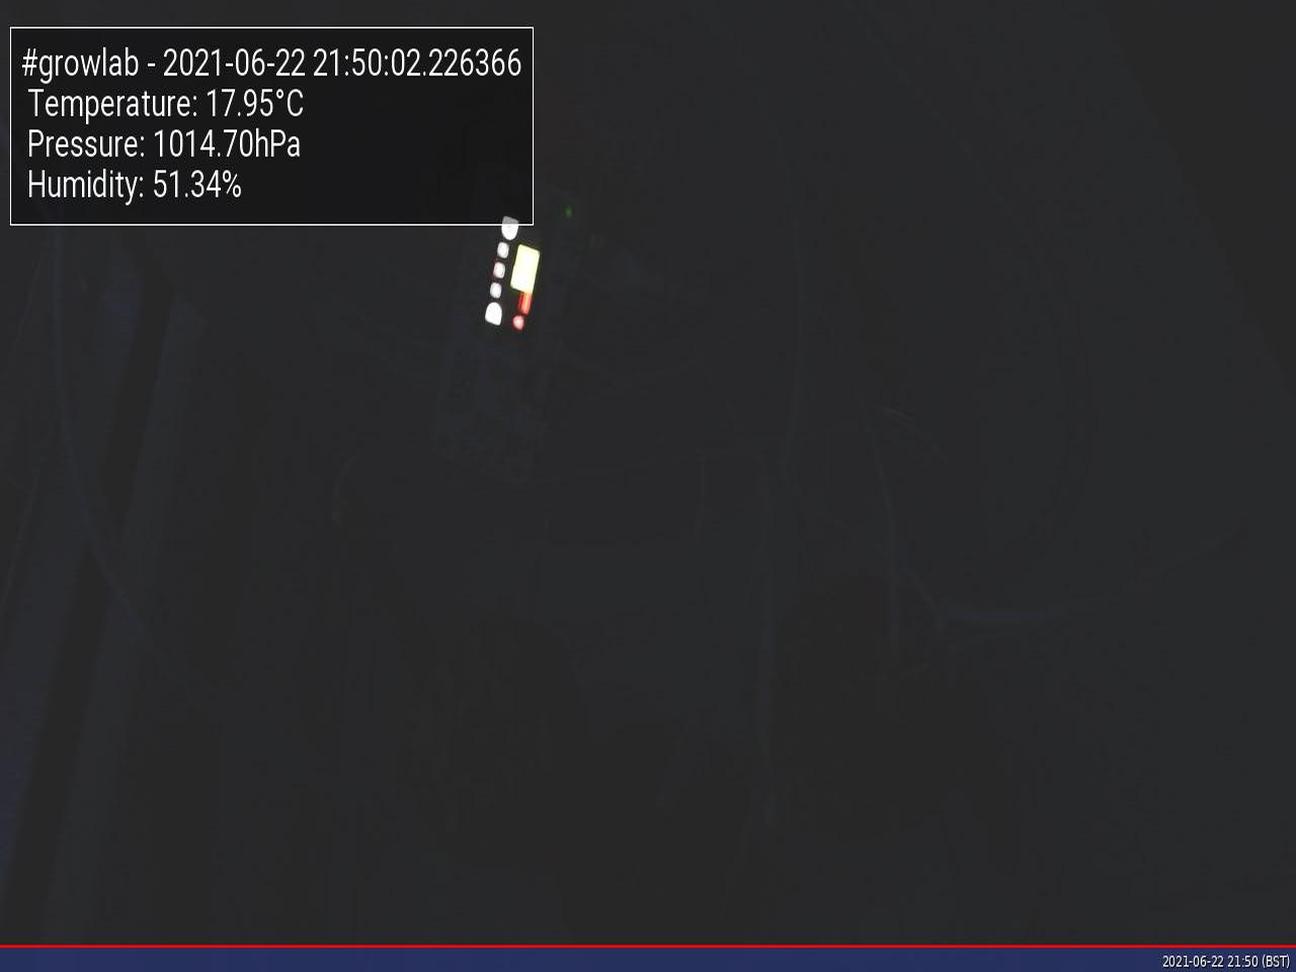 #growlab - 2021-06-22 21:50:02.226366
Temperature: 17.95°C
Pressure: 1014.70hPa
Humidity: 51.34%
2021-06-22 21:50 (BST)